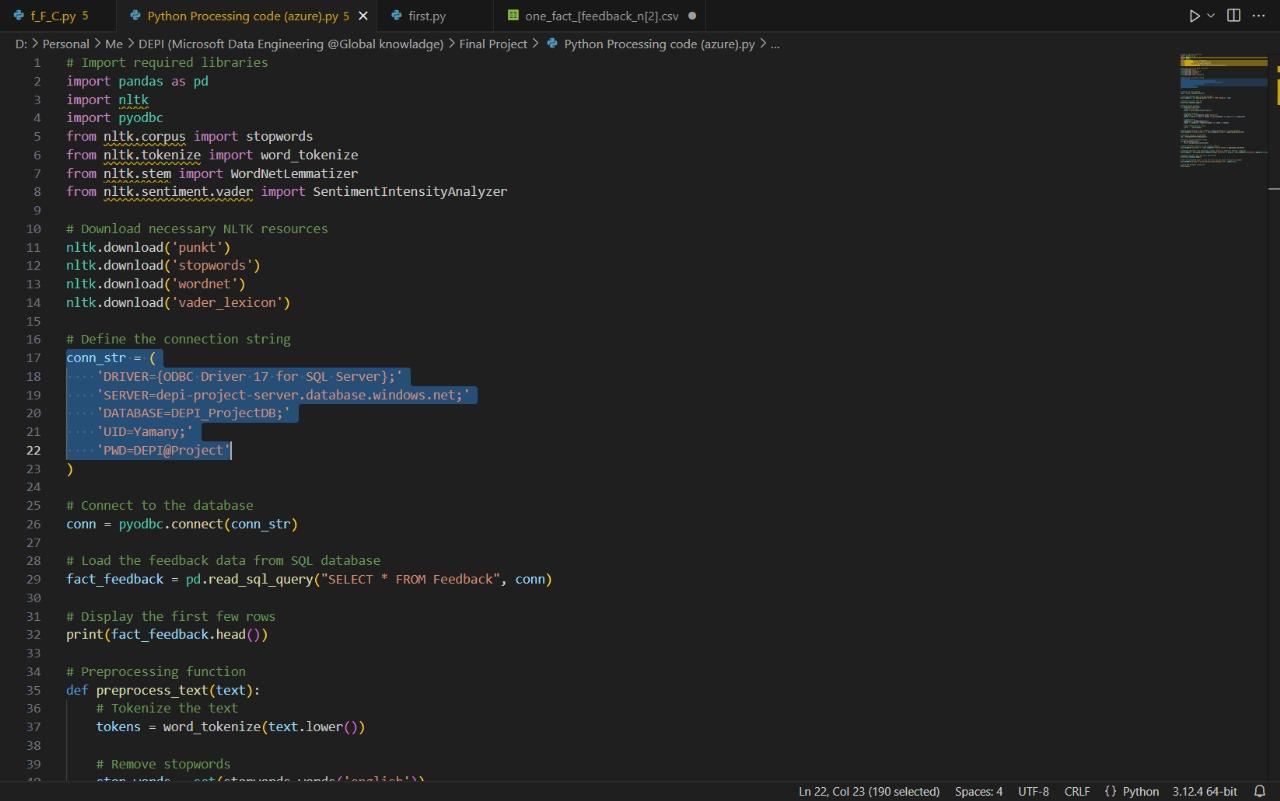 f_F_C.py 5
Python Processing code (azure).py 5
first.py
one_fact_[feedback_n[2].csv
D: > Personal > Me > DEPI (Microsoft Data Engineering @Global knowladge) > Final Project > Python Processing code (azure).py > ...
1 # Import required libraries
2 import pandas as pd
3 import nltk
4 import pyodbc
5 from nltk.corpus import stopwords
6 from nltk.tokenize import word_tokenize
7 from nltk.stem import WordNetLemmatizer
8 from nltk.sentiment.vader import SentimentIntensityAnalyzer
9
10 # Download necessary NLTK resources
11 nltk.download('punkt')
12 nltk.download('stopwords')
13 nltk.download('wordnet')
14 nltk.download('vader_lexicon')
15
16 # Define the connection string
17 conn_str = (
18 'DRIVER={ODBC Driver 17 for SQL Server};'
19 'SERVER=depi-project-server.database.windows.net;'
20 'DATABASE=DEPI_ProjectDB;'
21 'UID=Yamany;'
22 'PWD=DEPI@Project'
23 )
24
25 # Connect to the database
26 conn = pyodbc.connect(conn_str)
27
28 # Load the feedback data from SQL database
29 fact_feedback = pd.read_sql_query("SELECT * FROM Feedback", conn)
30
31 # Display the first few rows
32 print(fact_feedback.head())
33
34 # Preprocessing function
35 def preprocess_text(text):
36 # Tokenize the text
37 tokens = word_tokenize(text.lower())
38
39 # Remove stopwords
40 stop_words = set(stopwords.words('english'))
Ln 22, Col 23 (190 selected) Spaces: 4 UTF-8 CRLF {} Python 3.12.4 64-bit